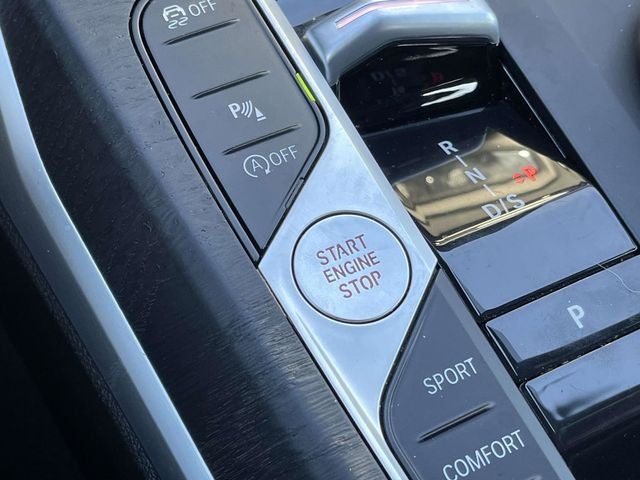 OFF
P
A OFF
START
ENGINE
STOP
SPORT
COMFORT
R
N
P
D/S
P